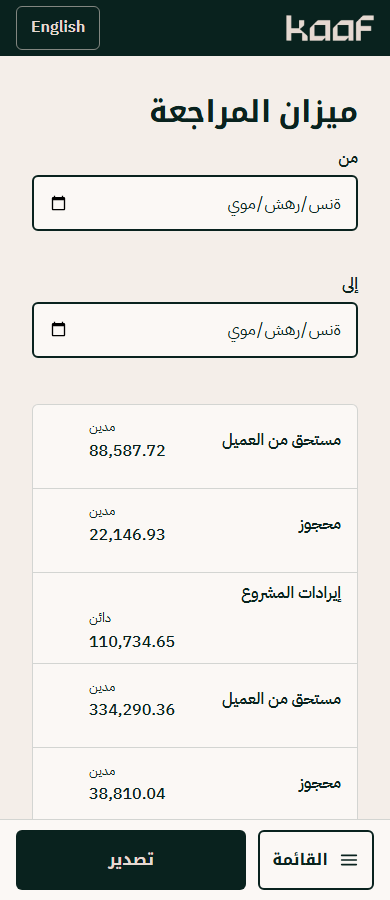 kaaf
English
ميزان المراجعة
من
ةنس/رهش/موي
إلى
ةنس/رهش/موي
مستحق من العميل
مدين
88,587.72
محجوز
مدين
22,146.93
إيرادات المشروع
دائن
110,734.65
مستحق من العميل
مدين
334,290.36
محجوز
مدين
38,810.04
القائمة
تصدير